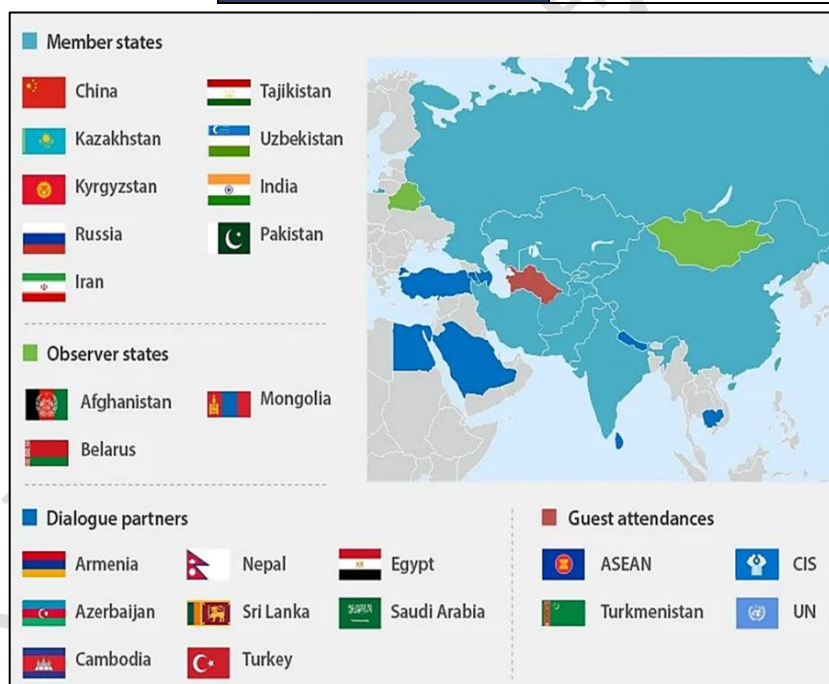 Member states
China
Tajikistan
Kazakhstan
Uzbekistan
Kyrgyzstan
India
Russia
Pakistan
Iran
Observer states
Afghanistan
Mongolia
Belarus
Dialogue partners
Armenia
Nepal
Egypt
Azerbaijan
Sri Lanka
Saudi Arabia
Cambodia
Turkey
Guest attendances
ASEAN
CIS
Turkmenistan
UN